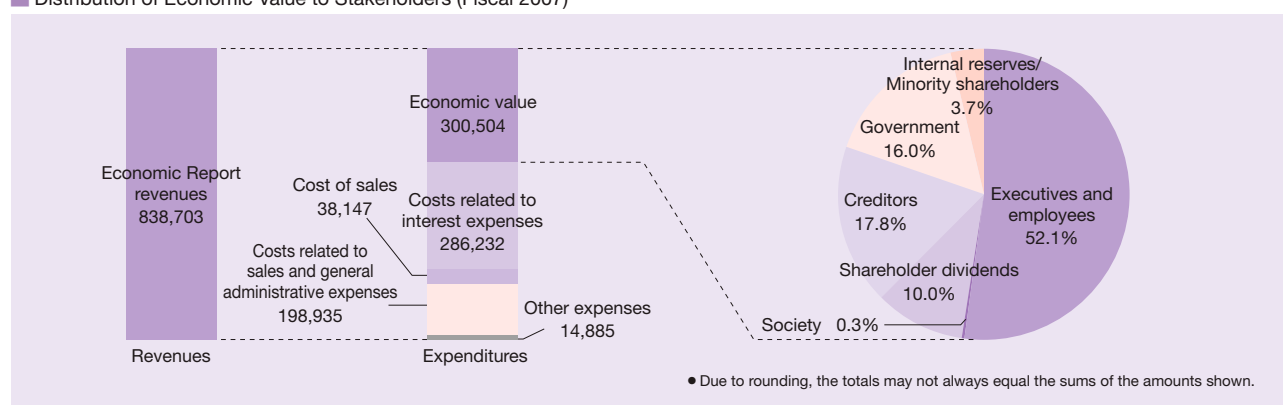 Distribution of Economic Value to Stakeholders (Fiscal 2007)
Economic Report
revenues
838,703
Revenues
Economic value
300,504
Cost of sales
38,147
Costs related to
interest expenses
286,232
Costs related to
sales and general
administrative expenses
198,935
Other expenses
14,885
Expenditures
Internal reserves/
Minority shareholders
3.7%
Government
16.0%
Creditors
17.8%
Executives and
employees
52.1%
Shareholder dividends
10.0%
Society 0.3%
● Due to rounding, the totals may not always equal the sums of the amounts shown.